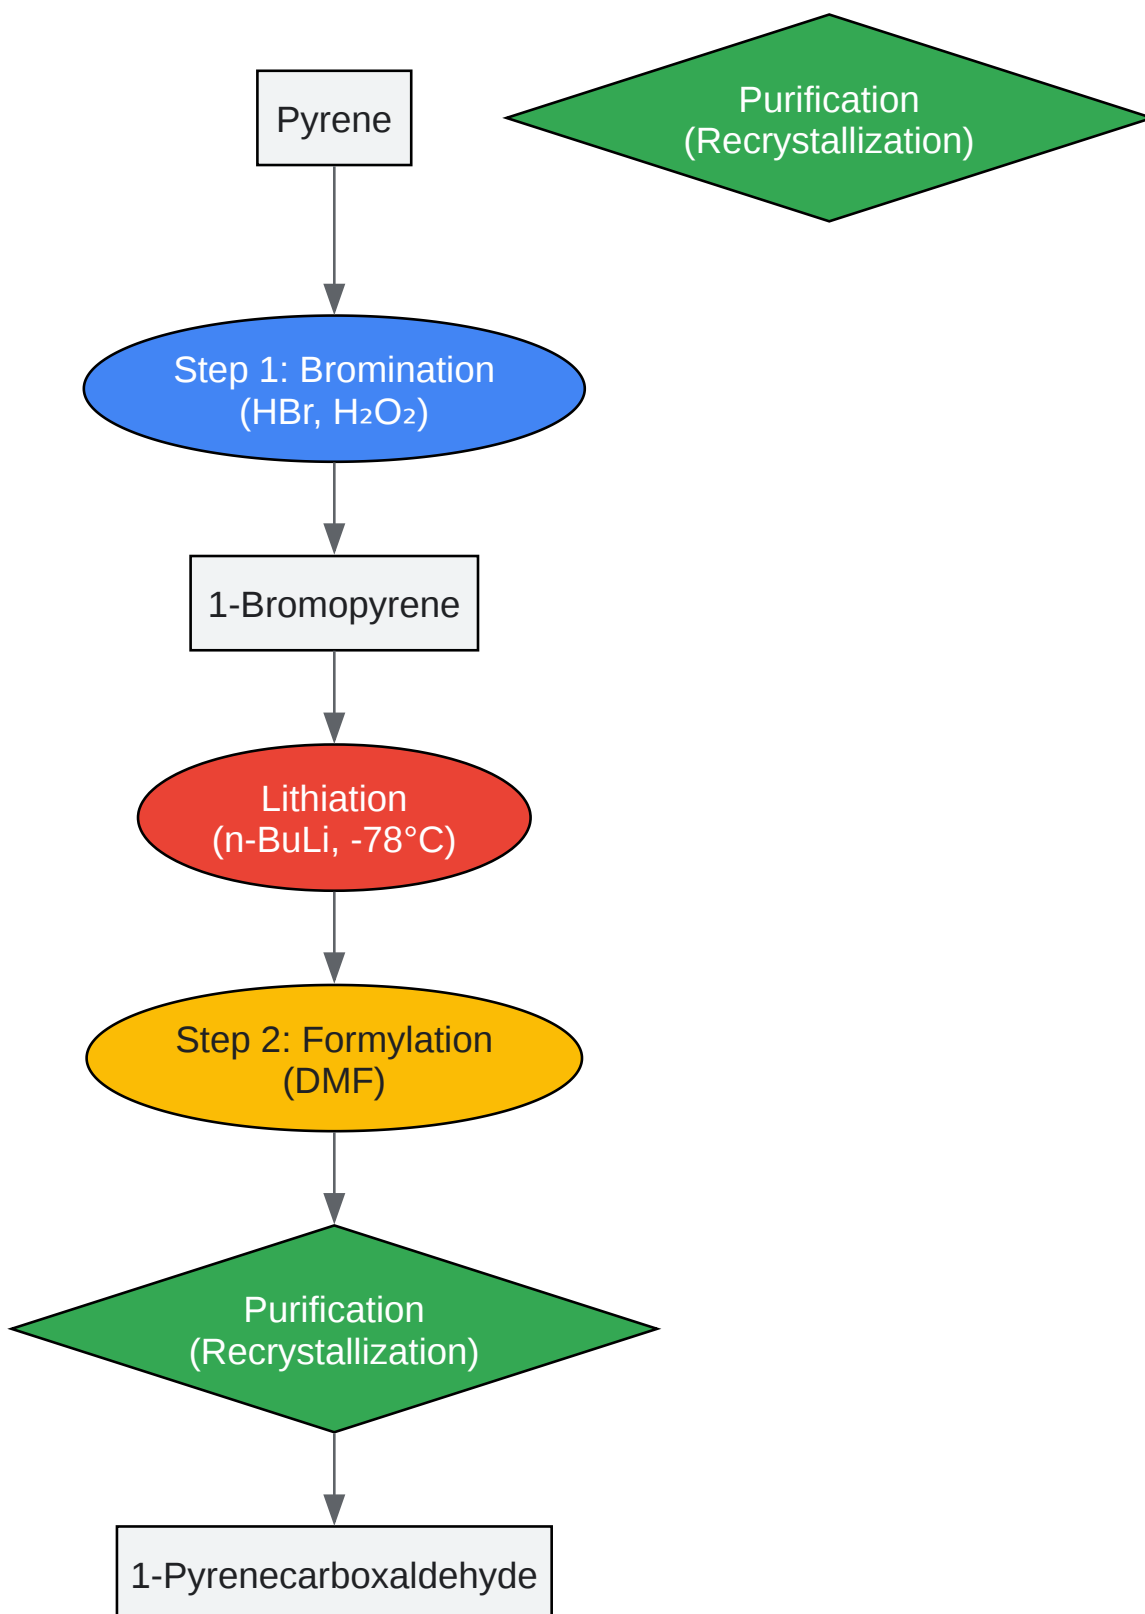 Pyrene
Purification
(Recrystallization)
Step 1: Bromination
(HBr, H₂O₂)
1-Bromopyrene
Lithiation
(n-BuLi, -78°C)
Step 2: Formylation
(DMF)
Purification
(Recrystallization)
1-Pyrenecarboxaldehyde